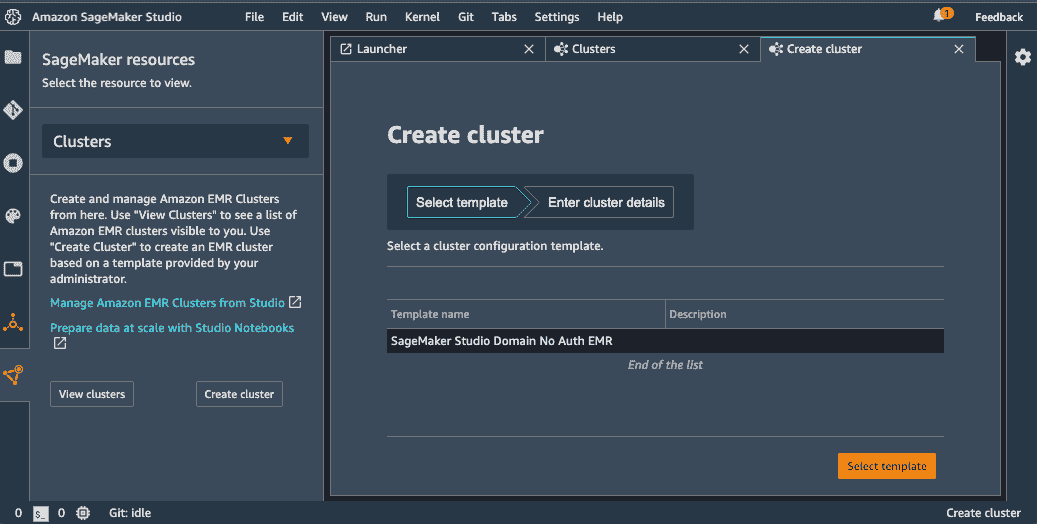 Amazon SageMaker Studio
File Edit View Run Kernel Git Tabs Settings Help
1
Feedback
SageMaker resources
Select the resource to view.
Clusters
Create and manage Amazon EMR Clusters
from here. Use "View Clusters" to see a list of
Amazon EMR clusters visible to you. Use
"Create Cluster" to create an EMR cluster
based on a template provided by your
administrator.
Manage Amazon EMR Clusters from Studio
Prepare data at scale with Studio Notebooks
View clusters
Create cluster
Launcher
Clusters
Create cluster
Create cluster
Select template
Enter cluster details
Select a cluster configuration template.
Template name
Description
SageMaker Studio Domain No Auth EMR
End of the list
Select template
0 $_ 0 Git: idle
Create cluster